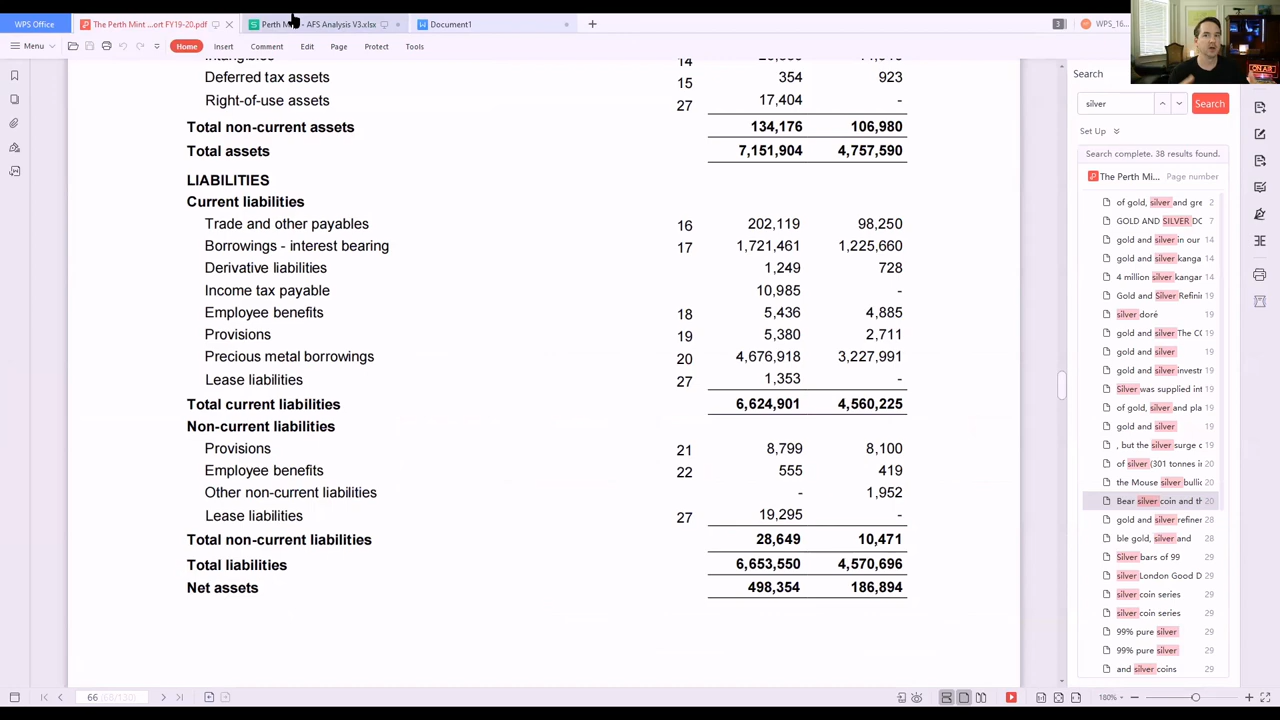 WPS Office
The Perth Mint ...ort FY19-20.pdf
Perth M AFS Analysis V3.xlsx
Document1
3
WPS_16...
Menu
Home
Insert
Comment
Edit
Page
Protect
Tools
ON AIR
Intangibles 14
Deferred tax assets 15 354 923
Right-of-use assets 27 17,404 -
Total non-current assets 134,176 106,980
Total assets 7,151,904 4,757,590
LIABILITIES
Current liabilities
Trade and other payables 16 202,119 98,250
Borrowings - interest bearing 17 1,721,461 1,225,660
Derivative liabilities 1,249 728
Income tax payable 10,985 -
Employee benefits 18 5,436 4,885
Provisions 19 5,380 2,711
Precious metal borrowings 20 4,676,918 3,227,991
Lease liabilities 27 1,353 -
Total current liabilities 6,624,901 4,560,225
Non-current liabilities
Provisions 21 8,799 8,100
Employee benefits 22 555 419
Other non-current liabilities - 1,952
Lease liabilities 27 19,295 -
Total non-current liabilities 28,649 10,471
Total liabilities 6,653,550 4,570,696
Net assets 498,354 186,894
Search
silver
Search
Set Up
Search complete. 38 results found.
The Perth Mi... Page number
of gold, silver and gre 2
GOLD AND SILVER DC 7
gold and silver in our 14
gold and silver kanga 14
4 million silver kangar 14
Gold and Silver Refini 19
silver doré 19
gold and silver The CC 19
gold and silver 19
gold and silver investr 19
Silver was supplied int 19
of gold, silver and pla 19
gold and silver 19
, but the silver surge c 19
of silver (301 tonnes i 20
the Mouse silver bullic 20
Bear silver coin and th 20
gold and silver refiner 28
ble gold, silver and 28
Silver bars of 99 29
silver London Good D 29
silver coin series 29
silver coin series 29
99% pure silver 29
99% pure silver 29
and silver coins 29
66 (68/130)
180%